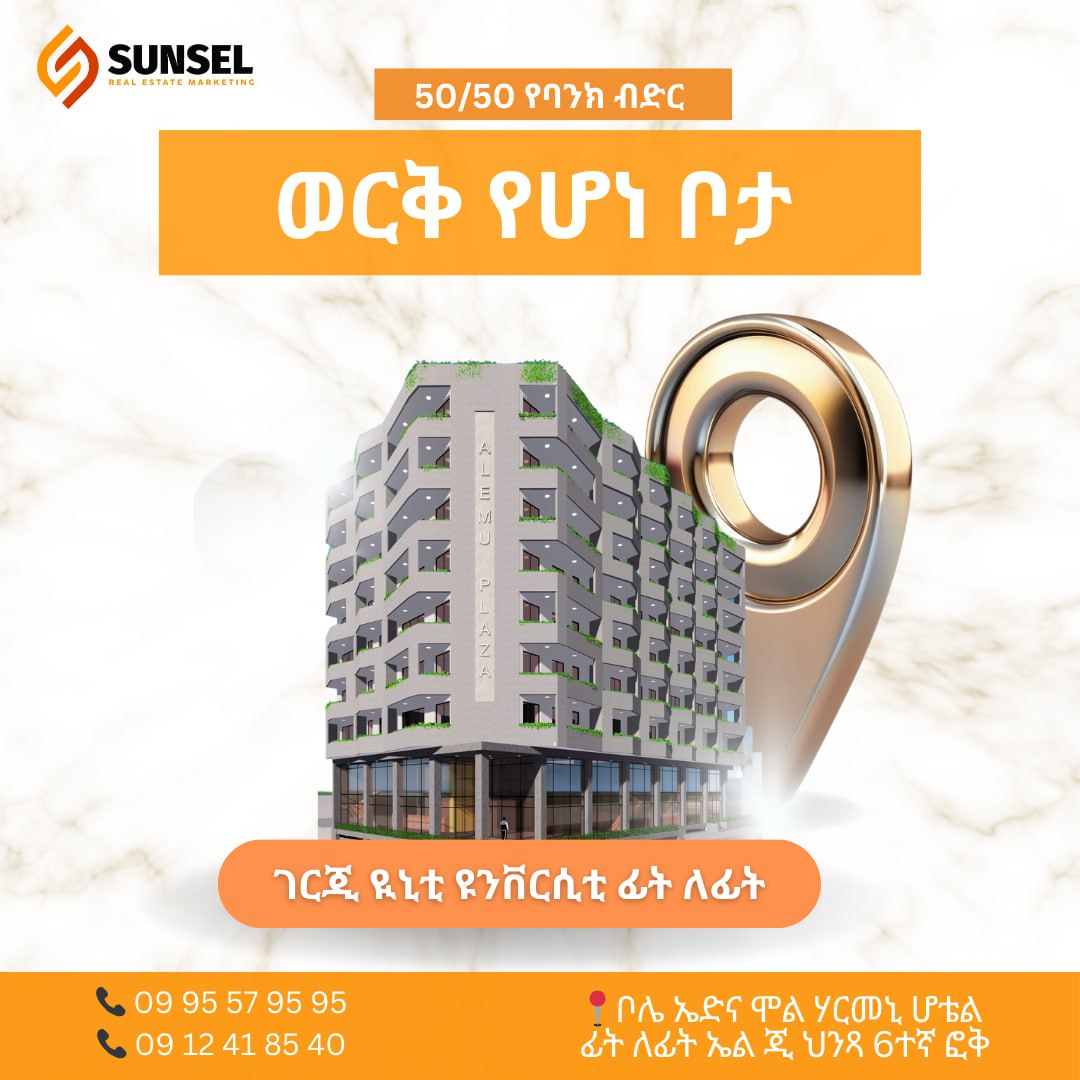 SUNSEL
REAL ESTATE MARKETING
50/50 የባንክ ብድር
ወርቅ የሆነ ቦታ
ALEMU PLAZA
ገርጂ ዪኒቲ ዩንቨርሲቲ ፊት ለፊት
09 95 57 95 95
09 12 41 85 40
ቦሌ ኤድና ሞል ሃርመኒ ሆቴል
ፊት ለፊት ኤል ጂ ህንጻ 6ተኛ ፎቅ